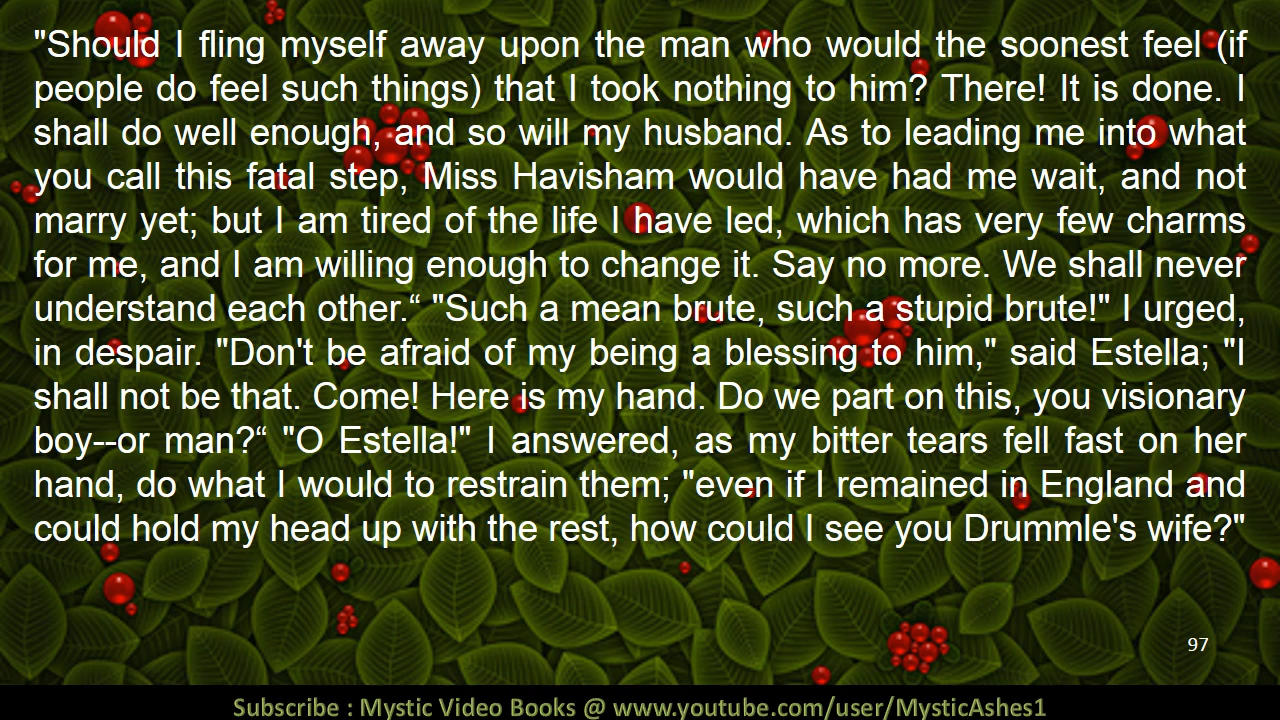 "Should I fling myself away upon the man who would the soonest feel (if
people do feel such things) that I took nothing to him? There! It is done. I
shall do well enough, and so will my husband. As to leading me into what
you call this fatal step, Miss Havisham would have had me wait, and not
marry yet; but I am tired of the life I have led, which has very few charms
for me, and I am willing enough to change it. Say no more. We shall never
understand each other.“ "Such a mean brute, such a stupid brute!" I urged,
in despair. "Don't be afraid of my being a blessing to him," said Estella; "I
shall not be that. Come! Here is my hand. Do we part on this, you visionary
boy--or man?“ "O Estella!" I answered, as my bitter tears fell fast on her
hand, do what I would to restrain them; "even if I remained in England and
could hold my head up with the rest, how could I see you Drummle's wife?"
97
Subscribe : Mystic Video Books @ www.youtube.com/user/MysticAshes1